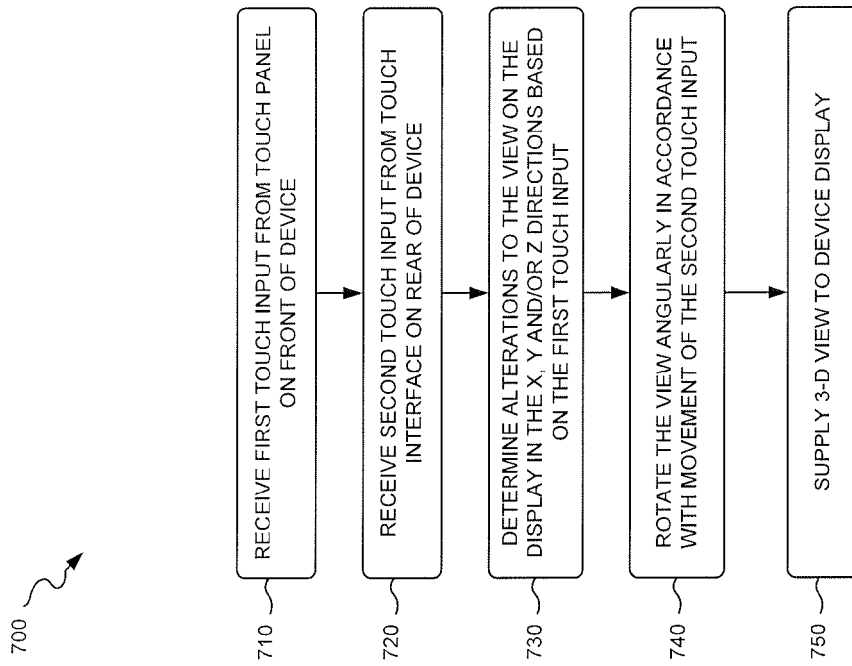 700
710
RECEIVE FIRST TOUCH INPUT FROM TOUCH PANEL
ON FRONT OF DEVICE
720
RECEIVE SECOND TOUCH INPUT FROM TOUCH
INTERFACE ON REAR OF DEVICE
730
DETERMINE ALTERATIONS TO THE VIEW ON THE
DISPLAY IN THE X, Y AND/OR Z DIRECTIONS BASED
ON THE FIRST TOUCH INPUT
740
ROTATE THE VIEW ANGULARLY IN ACCORDANCE
WITH MOVEMENT OF THE SECOND TOUCH INPUT
750
SUPPLY 3-D VIEW TO DEVICE DISPLAY